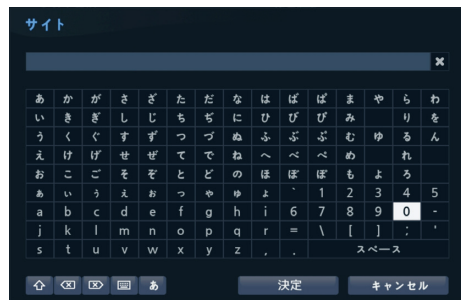 サイト
あ か が さ ざ た だ な は ば ぱ ま や ら わ
い き ぎ し じ ち ぢ に ひ び ぴ み り を
う く ぐ す ず つ づ ぬ ふ ぶ ぷ む ゆ る ん
え け げ せ ぜ て で ね へ べ ぺ め れ
お こ ご そ ぞ と ど の ほ ぼ ぽ も よ ろ
ぁ ぃ ぅ ぇ ぉ っ ゃ ゅ ょ ` 1 2 3 4 5
a b c d e f g h i 6 7 8 9 0 -
j k l m n o p q r = \ [ ] ; '
s t u v w x y z , . スペース
あ 決定 キャンセル